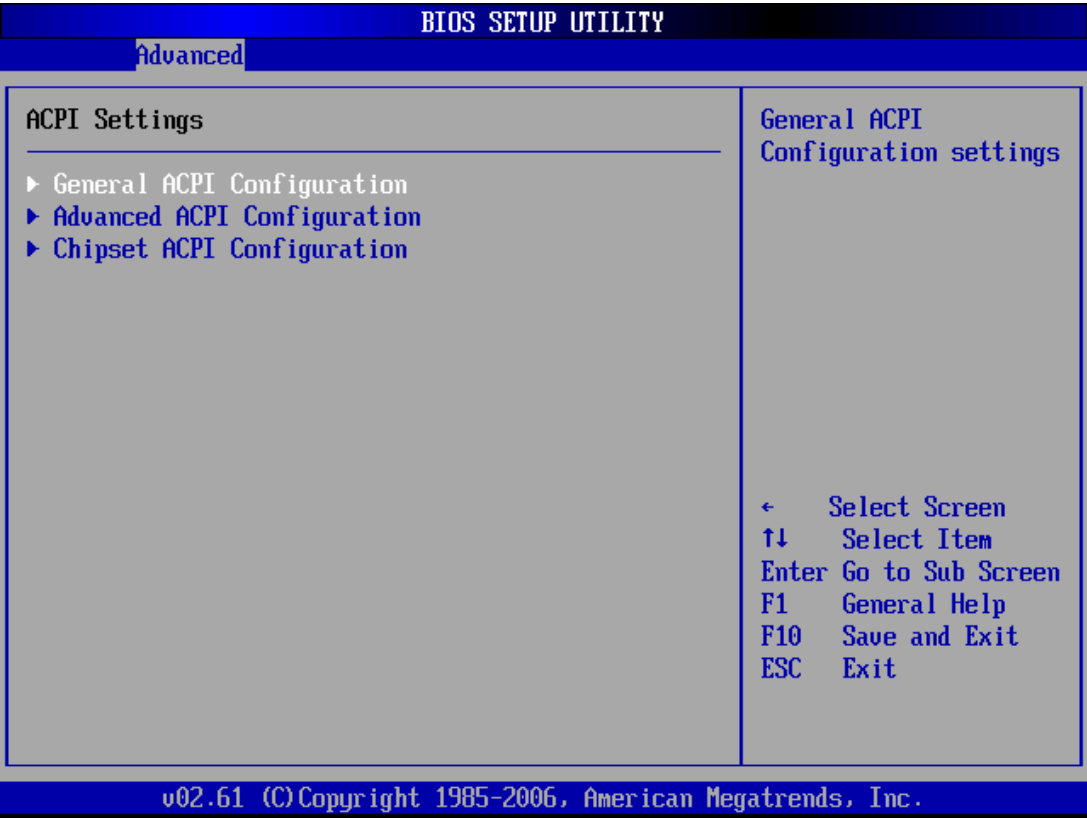 BIOS SETUP UTILITY
Advanced
ACPI Settings
▶ General ACPI Configuration
▶ Advanced ACPI Configuration
▶ Chipset ACPI Configuration
General ACPI
Configuration settings
← Select Screen
↑↓ Select Item
Enter Go to Sub Screen
F1 General Help
F10 Save and Exit
ESC Exit
v02.61 (C)Copyright 1985-2006, American Megatrends, Inc.